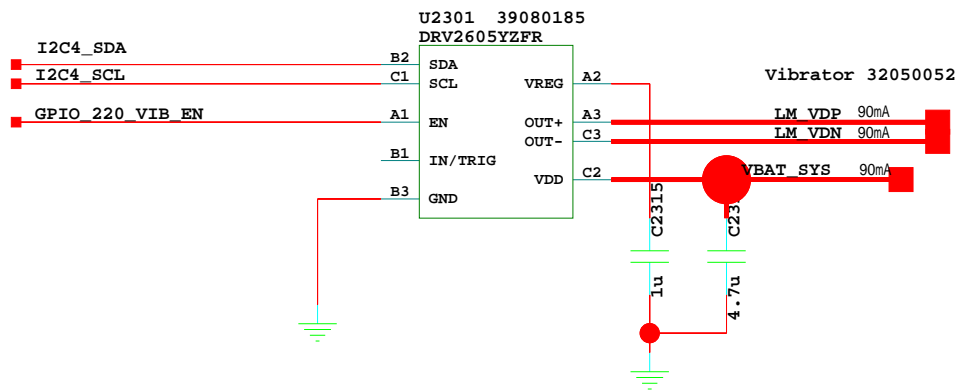 U2301 39080185
DRV2605YZFR
I2C4_SDA
B2 SDA
I2C4_SCL
C1 SCL
VREG A2
Vibrator 32050052
GPIO_220_VIB_EN
A1 EN
OUT+ A3
LM_VDP 90mA
OUT- C3
LM_VDN 90mA
B1 IN/TRIG
VDD C2
VBAT_SYS 90mA
B3 GND
C2315
1u
4.7u